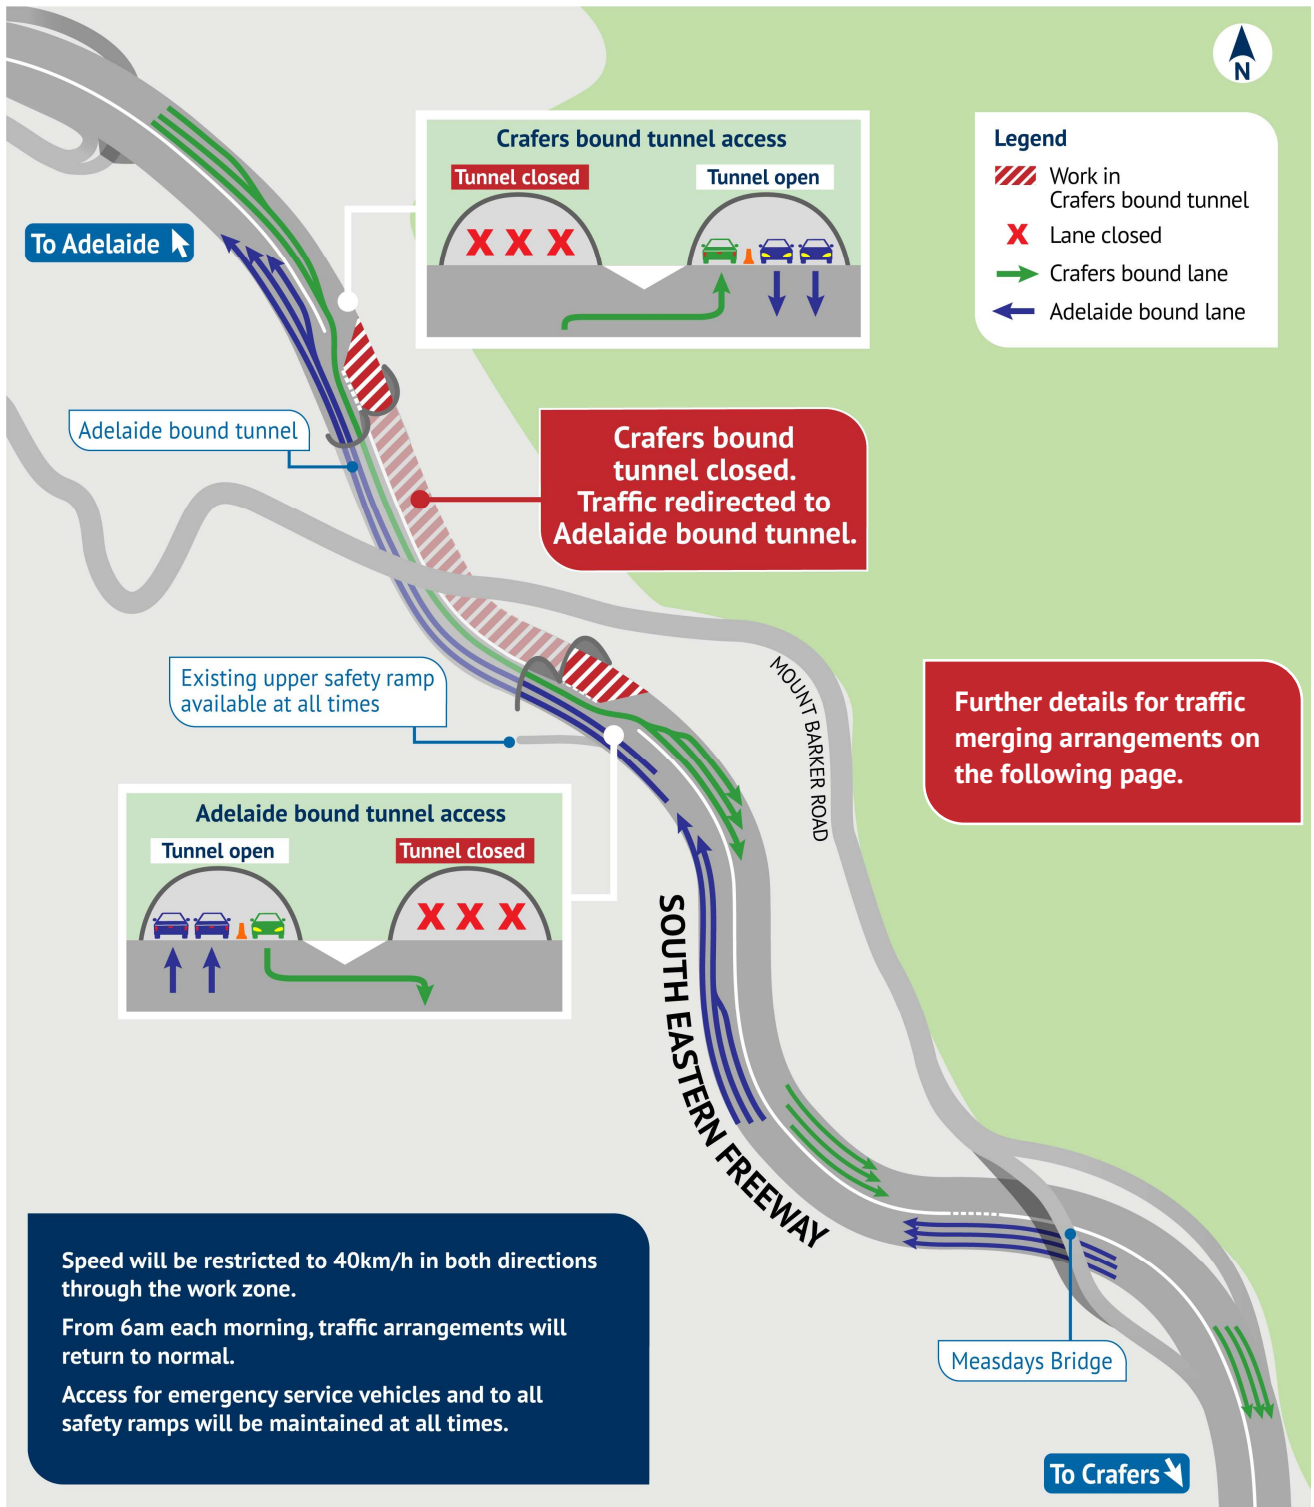 N
Legend
Work in
Crafers bound tunnel
X Lane closed
Crafers bound lane
Adelaide bound lane
Crafers bound tunnel access
Tunnel closed
Tunnel open
X X X
To Adelaide
Adelaide bound tunnel
Crafers bound
tunnel closed.
Traffic redirected to
Adelaide bound tunnel.
Existing upper safety ramp
available at all times
MOUNT BARKER ROAD
Further details for traffic
merging arrangements on
the following page.
Adelaide bound tunnel access
Tunnel open
Tunnel closed
X X X
SOUTH EASTERN FREEWAY
Speed will be restricted to 40km/h in both directions
through the work zone.
From 6am each morning, traffic arrangements will
return to normal.
Access for emergency service vehicles and to all
safety ramps will be maintained at all times.
Measdays Bridge
To Crafers